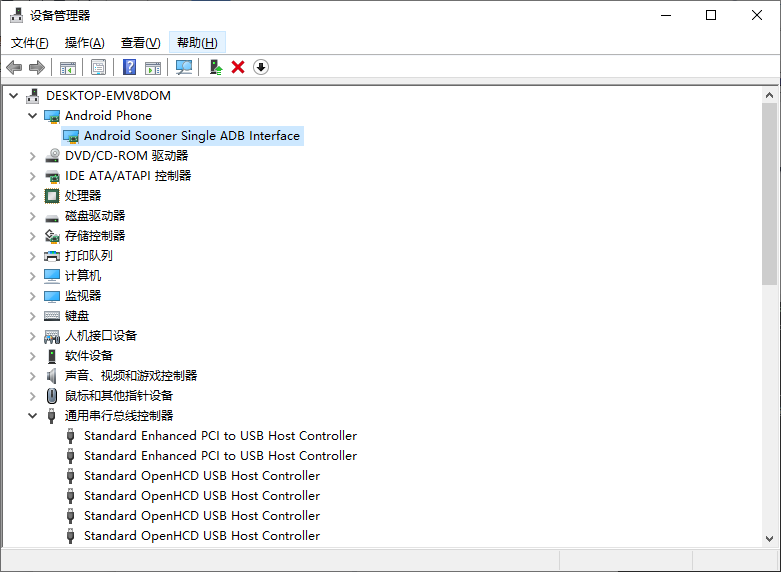 设备管理器
文件(F) 操作(A) 查看(V) 帮助(H)
DESKTOP-EMV8DOM
Android Phone
Android Sooner Single ADB Interface
DVD/CD-ROM 驱动器
IDE ATA/ATAPI 控制器
处理器
磁盘驱动器
存储控制器
打印队列
计算机
监视器
键盘
人机接口设备
软件设备
声音、视频和游戏控制器
鼠标和其他指针设备
通用串行总线控制器
Standard Enhanced PCI to USB Host Controller
Standard Enhanced PCI to USB Host Controller
Standard OpenHCD USB Host Controller
Standard OpenHCD USB Host Controller
Standard OpenHCD USB Host Controller
Standard OpenHCD USB Host Controller